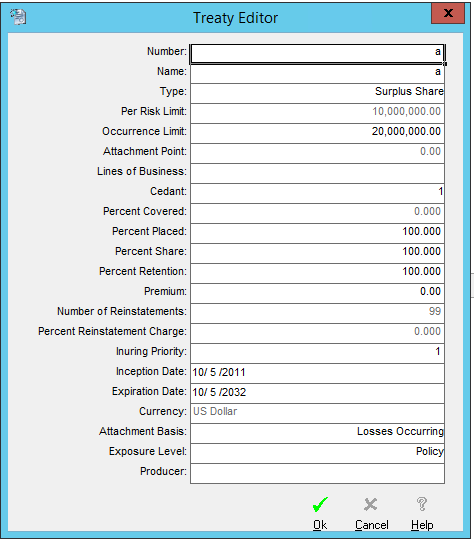 Treaty Editor
x
Number: a
Name: a
Type: Surplus Share
Per Risk Limit: 10,000,000.00
Occurrence Limit: 20,000,000.00
Attachment Point: 0.00
Lines of Business:
Cedant: 1
Percent Covered: 0.000
Percent Placed: 100.000
Percent Share: 100.000
Percent Retention: 100.000
Premium: 0.00
Number of Reinstatements: 99
Percent Reinstatement Charge: 0.000
Inuring Priority: 1
Inception Date: 10/ 5 /2011
Expiration Date: 10/ 5 /2032
Currency: US Dollar
Attachment Basis: Losses Occurring
Exposure Level: Policy
Producer:
Ok Cancel Help